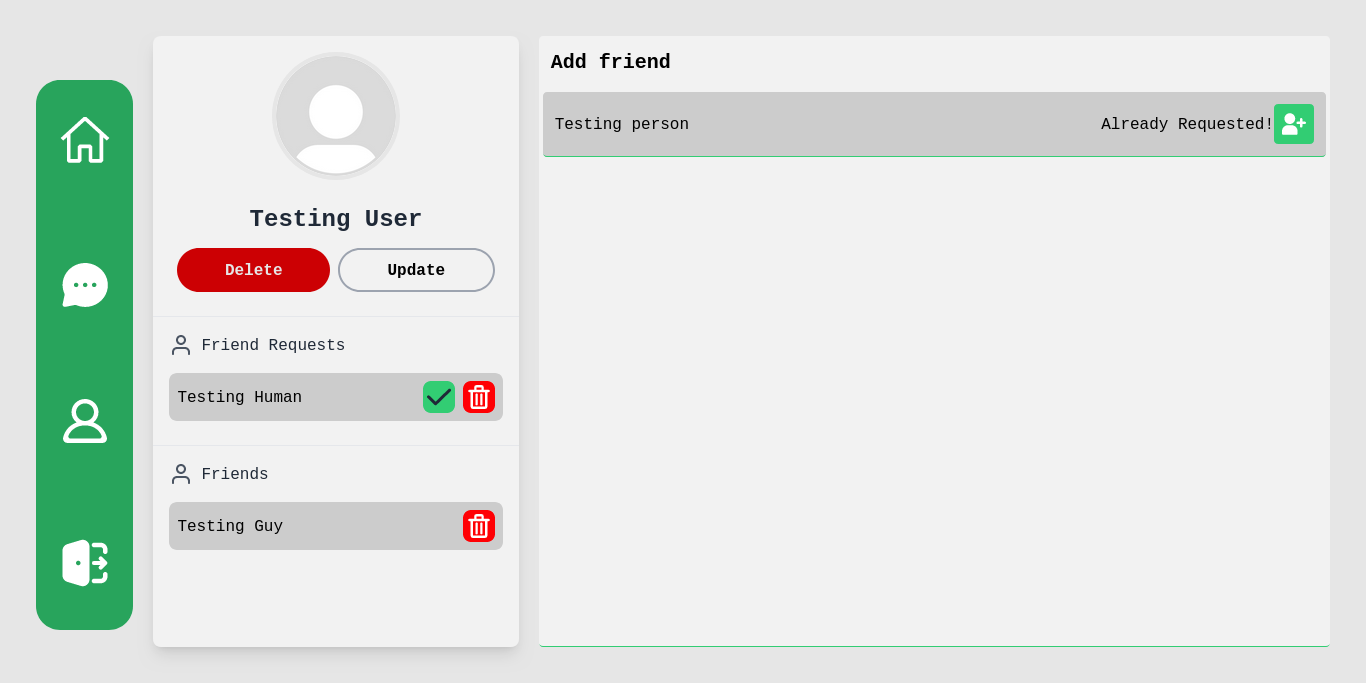 Testing User
Delete
Update
Friend Requests
Testing Human
Friends
Testing Guy
Add friend
Testing person
Already Requested!